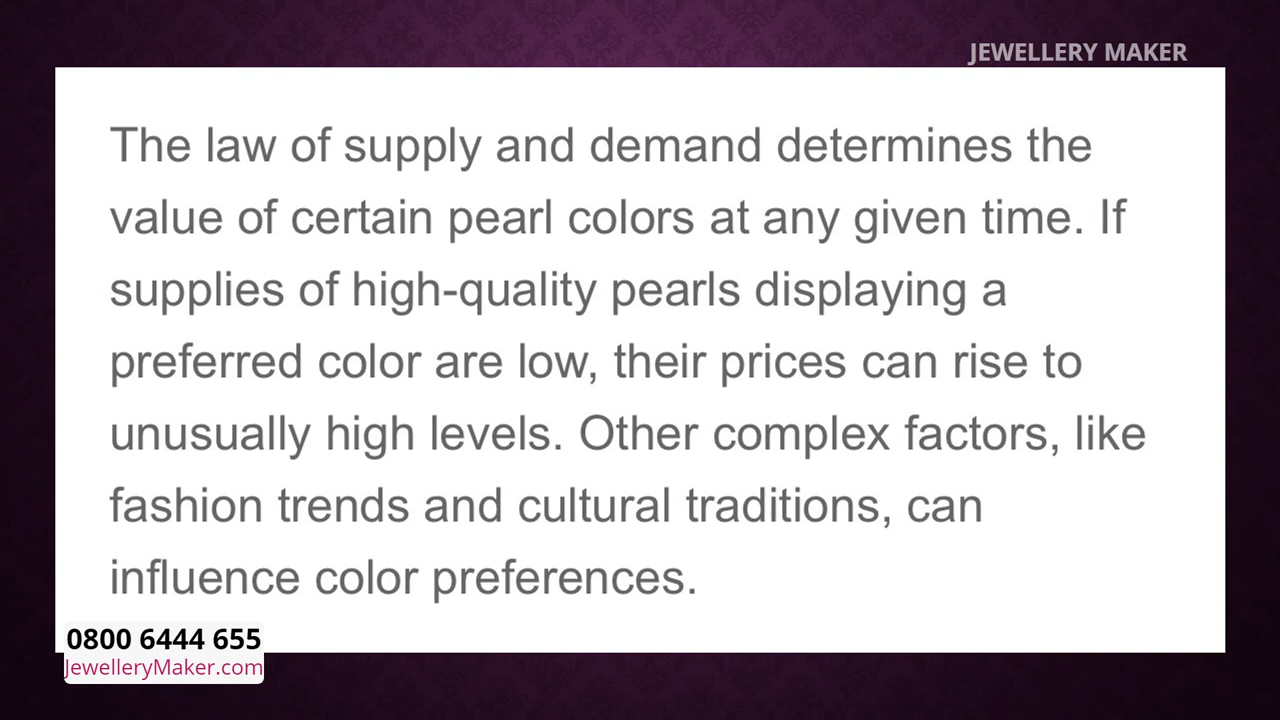 JEWELLERY MAKER
The law of supply and demand determines the
value of certain pearl colors at any given time. If
supplies of high-quality pearls displaying a
preferred color are low, their prices can rise to
unusually high levels. Other complex factors, like
fashion trends and cultural traditions, can
influence color preferences.
0800 6444 655
JewelleryMaker.com